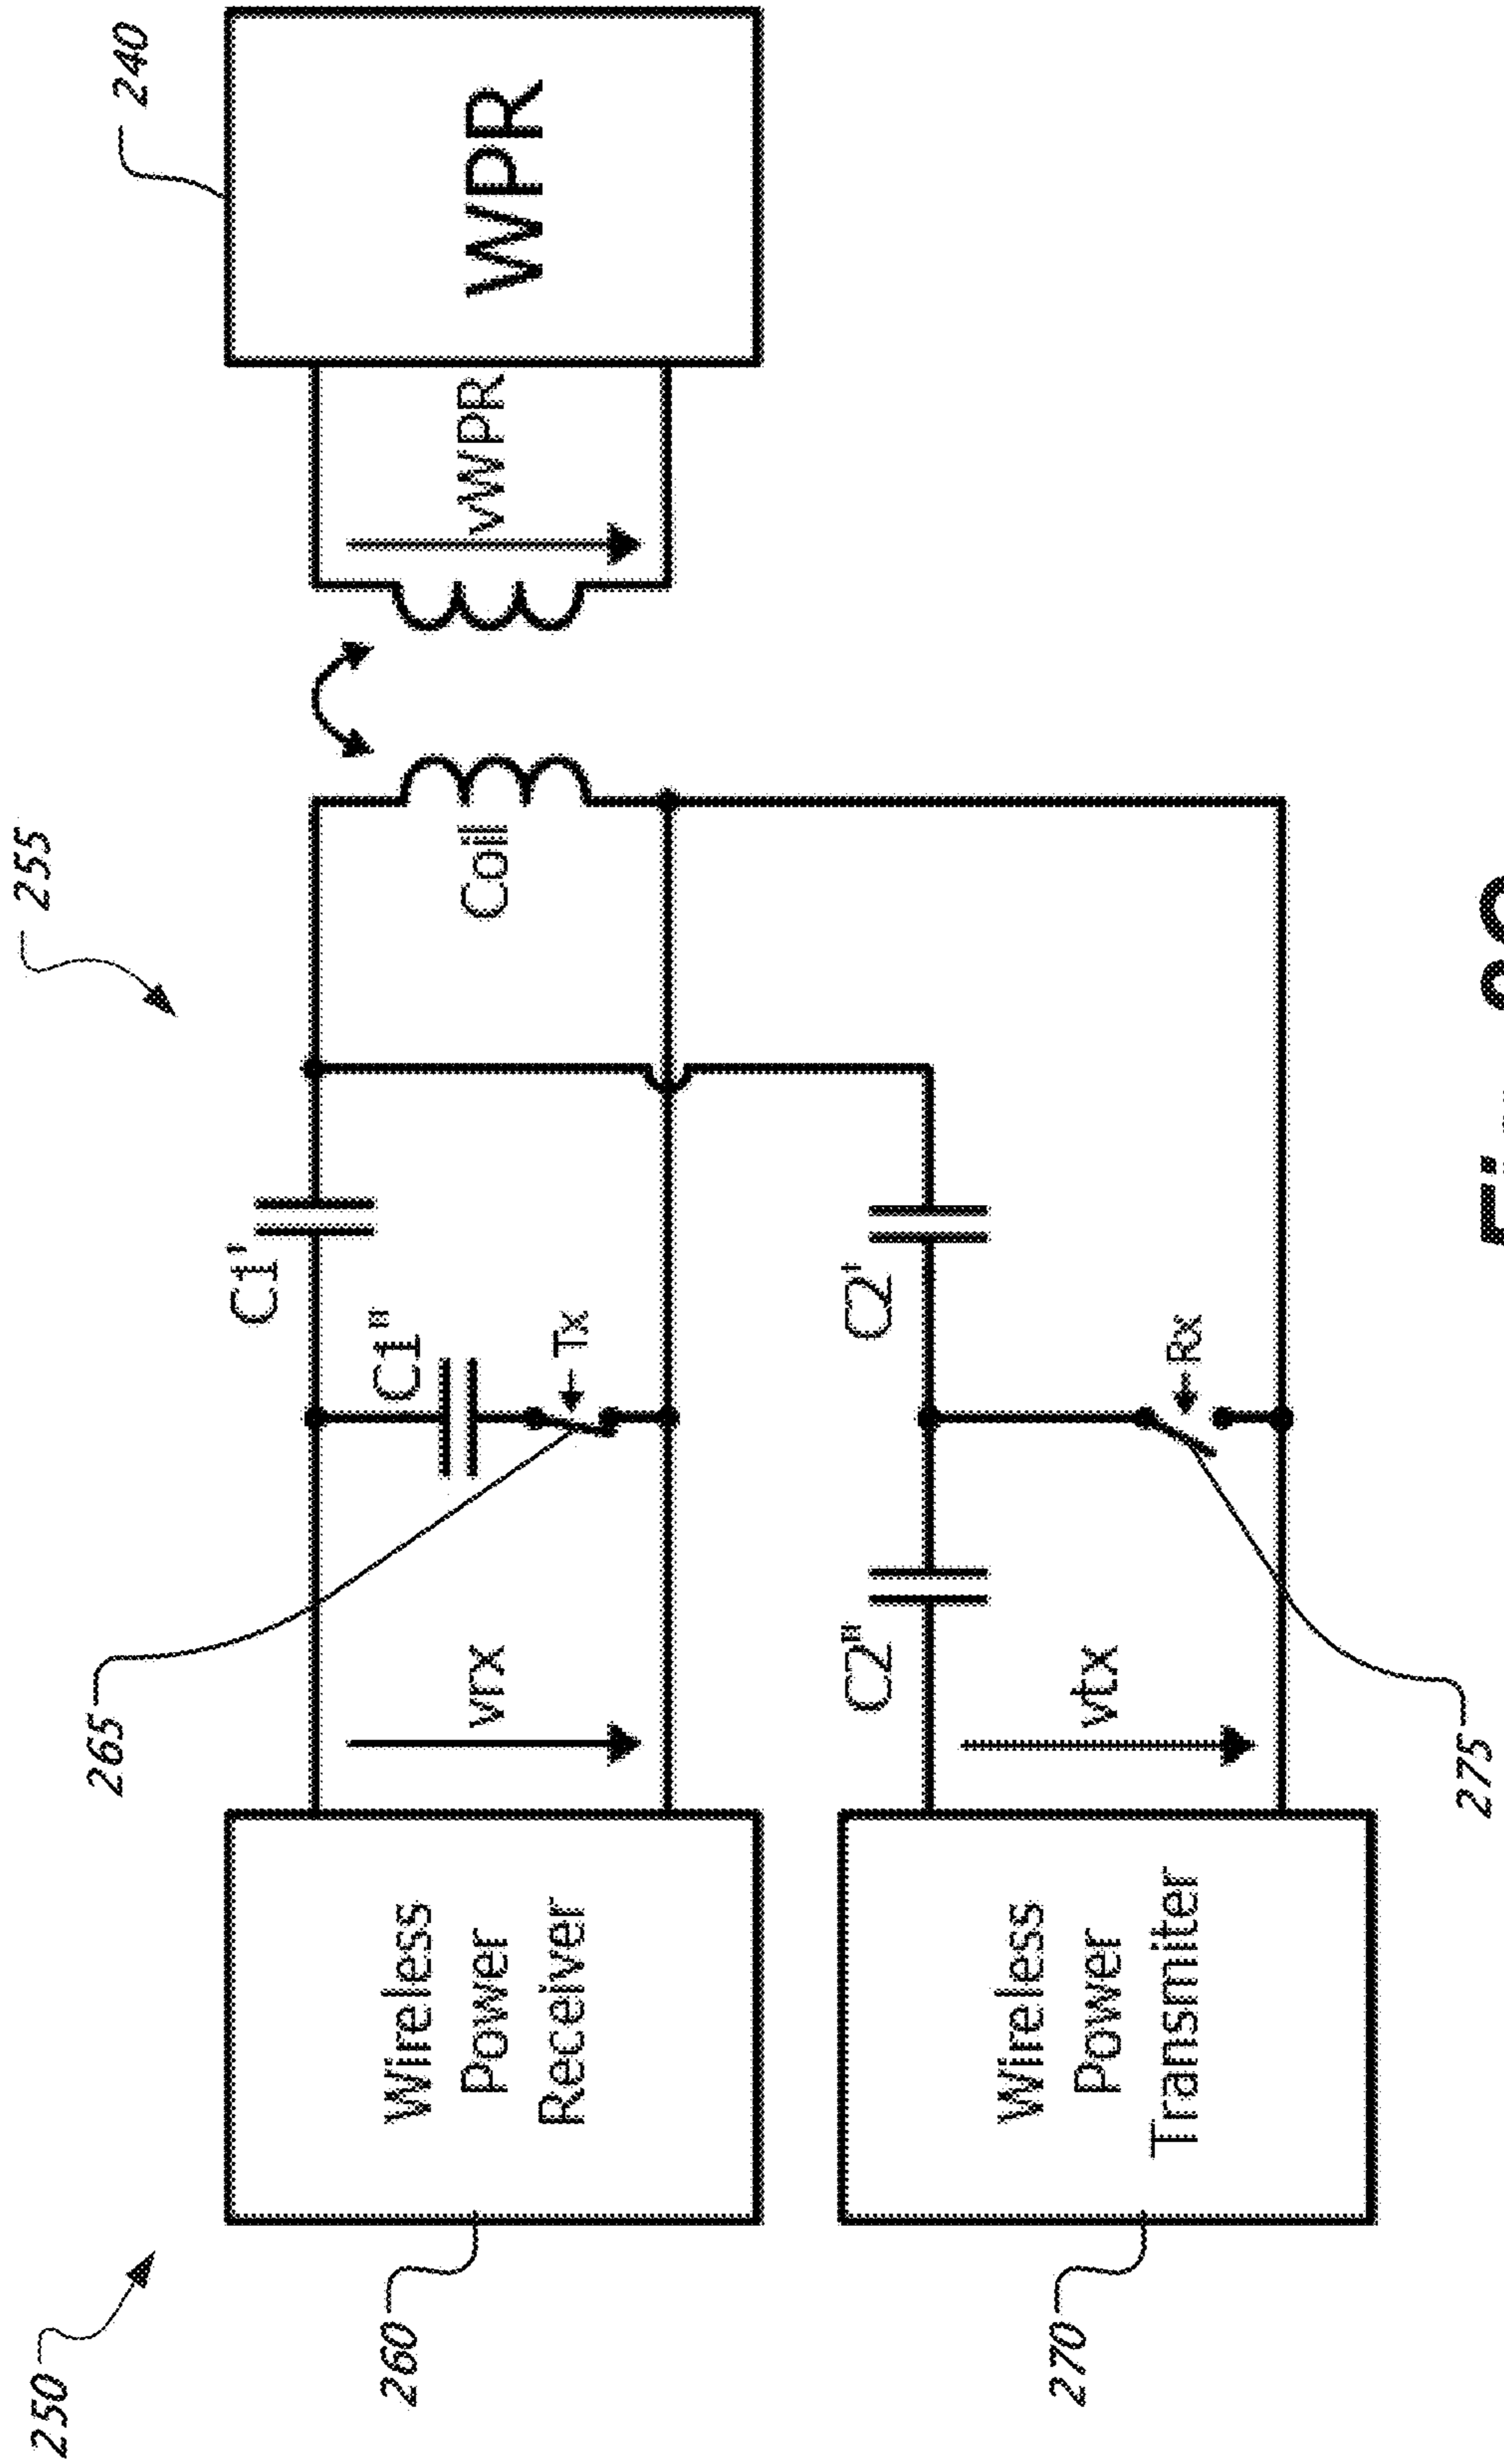 250
255
240
260
Wireless
Power
Receiver
265
vrx
C1'
C1"
Tx
Coil
vWPR
WPR
270
Wireless
Power
Transmiter
vtx
C2"
C2'
Rx
275